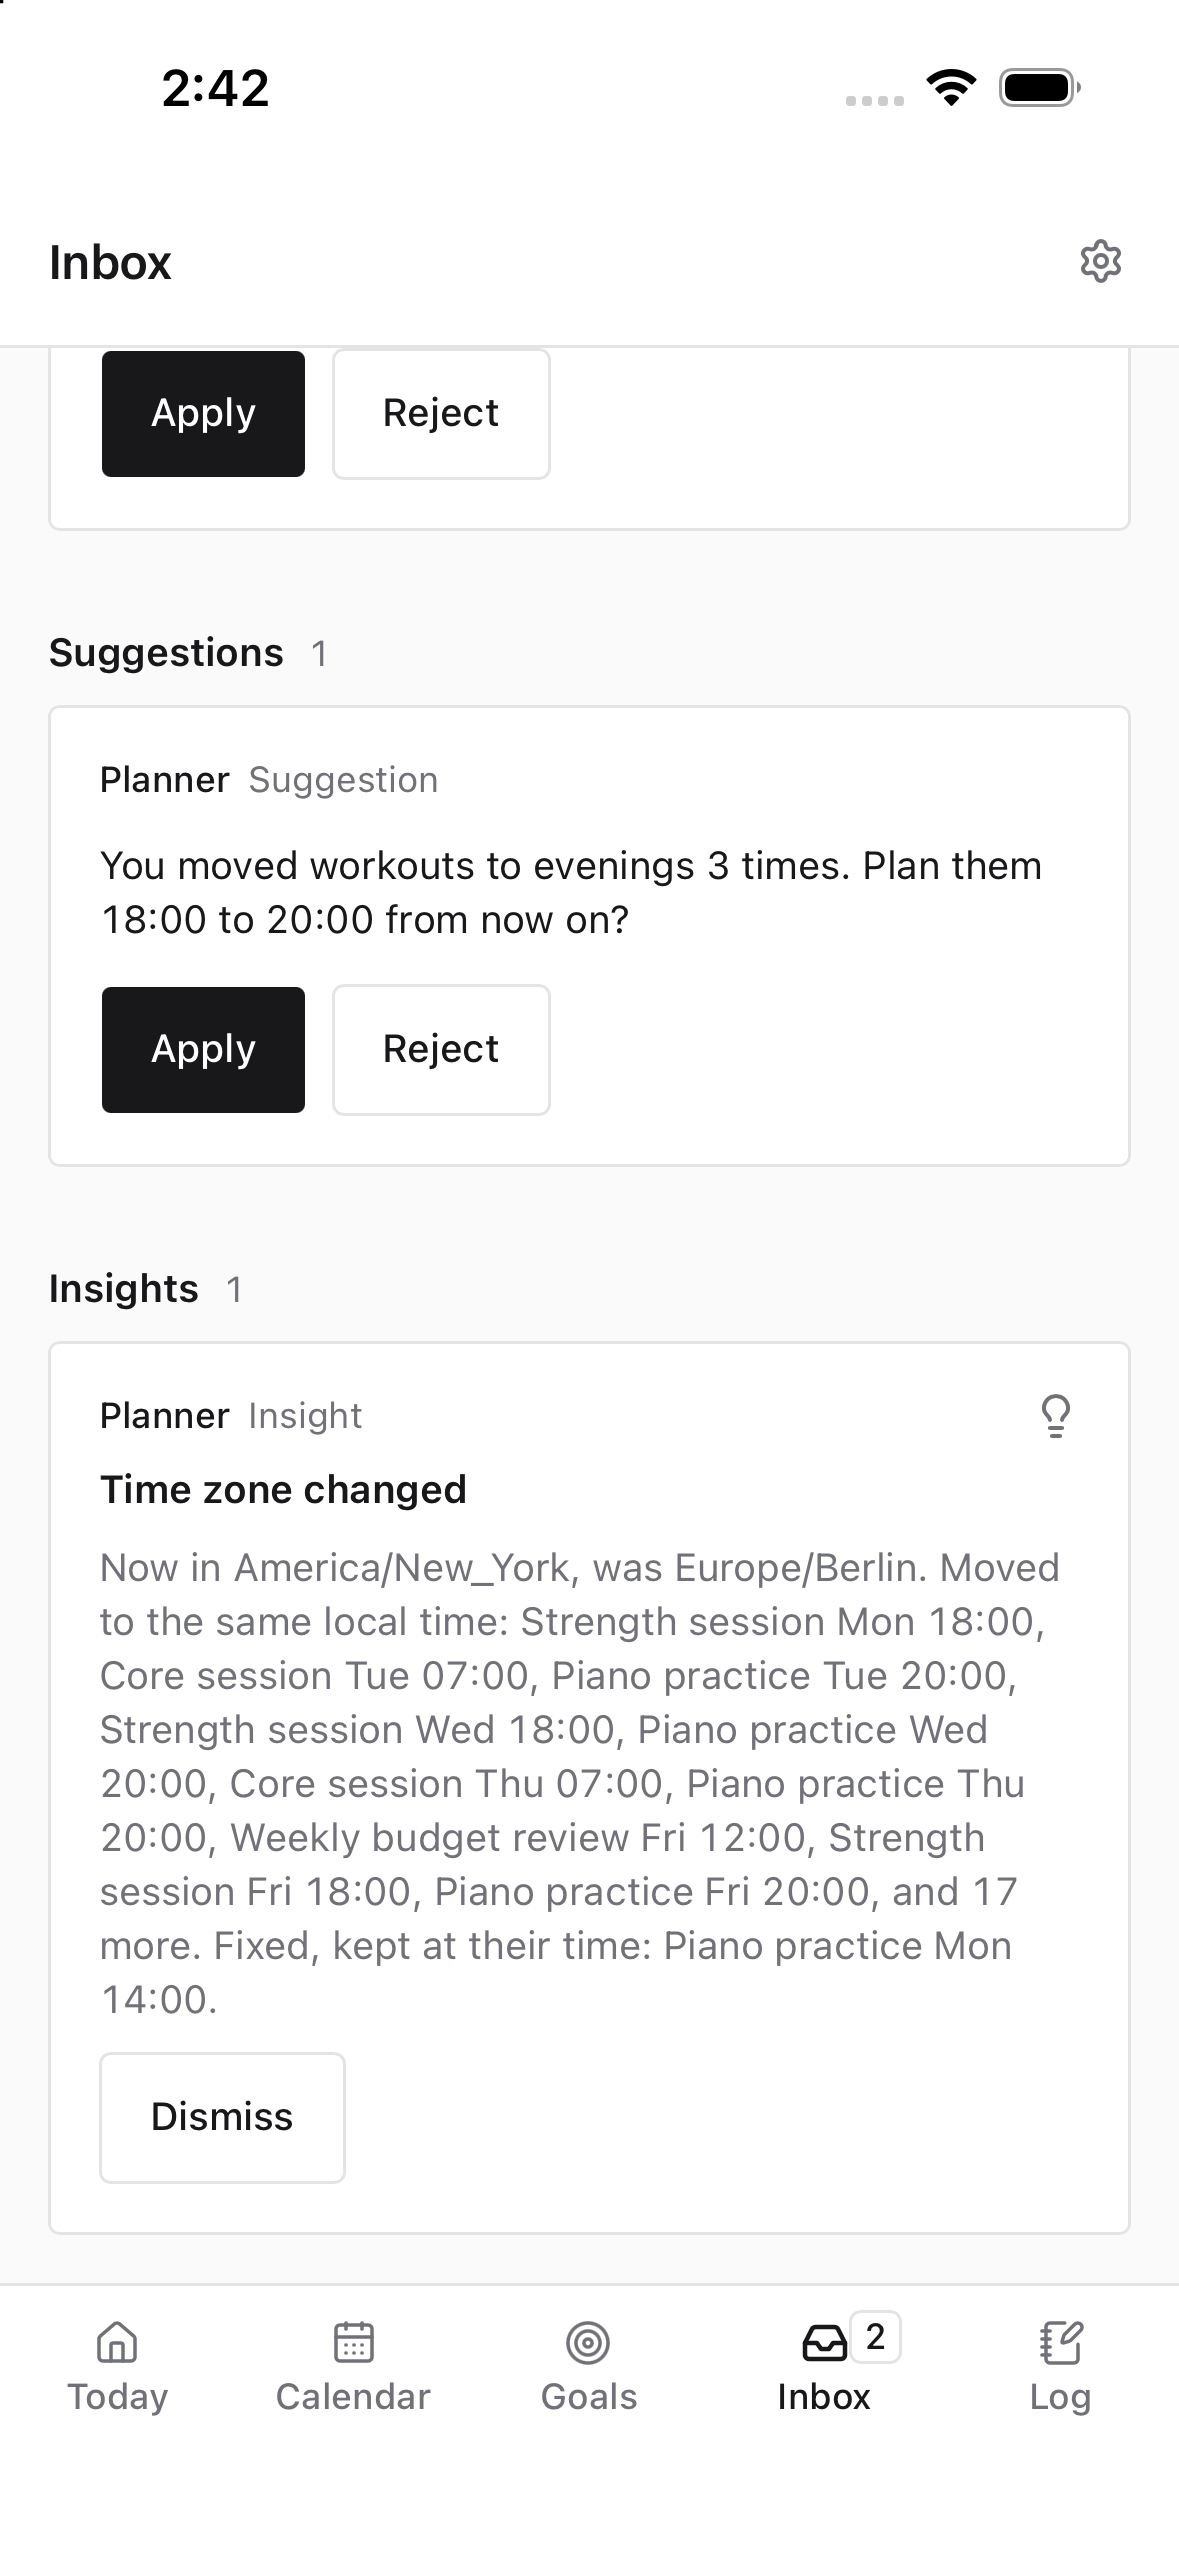 2:42
Inbox
Apply Reject
Suggestions 1
Planner Suggestion
You moved workouts to evenings 3 times. Plan them
18:00 to 20:00 from now on?
Apply Reject
Insights 1
Planner Insight
Time zone changed
Now in America/New_York, was Europe/Berlin. Moved
to the same local time: Strength session Mon 18:00,
Core session Tue 07:00, Piano practice Tue 20:00,
Strength session Wed 18:00, Piano practice Wed
20:00, Core session Thu 07:00, Piano practice Thu
20:00, Weekly budget review Fri 12:00, Strength
session Fri 18:00, Piano practice Fri 20:00, and 17
more. Fixed, kept at their time: Piano practice Mon
14:00.
Dismiss
2
Today Calendar Goals Inbox Log